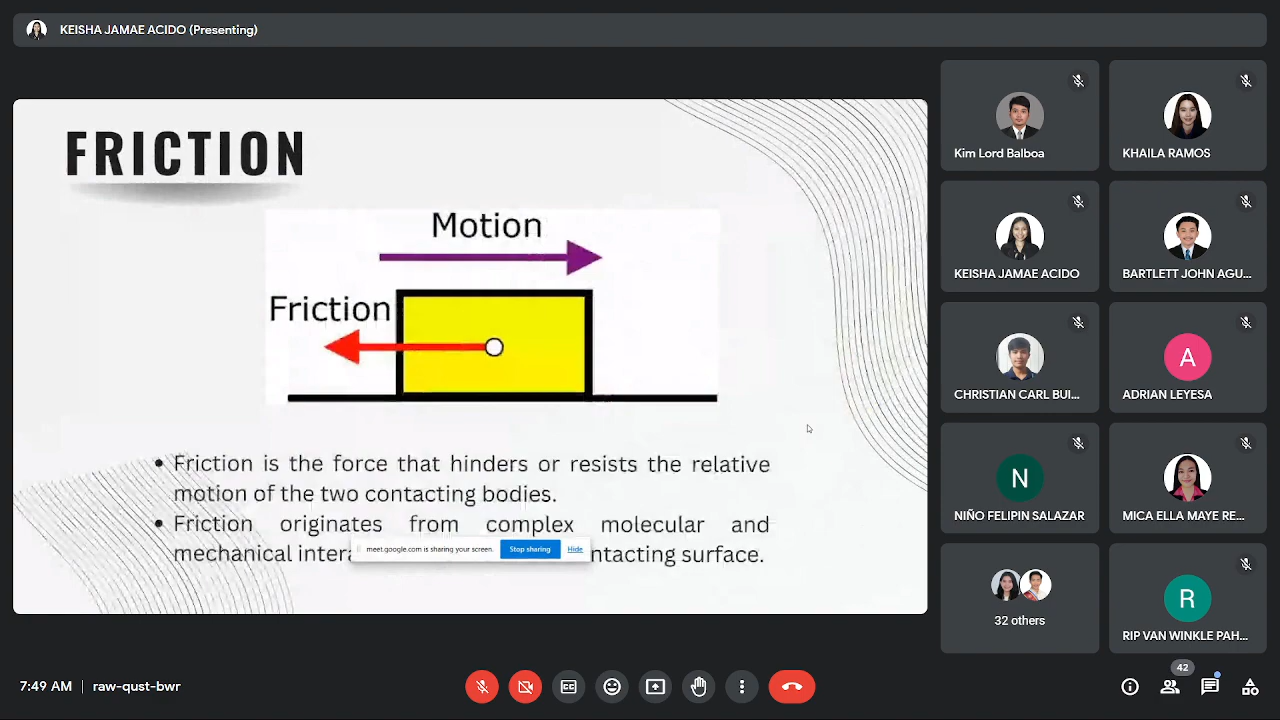 KEISHA JAMAE ACIDO (Presenting)
FRICTION
Motion
Friction
Friction is the force that hinders or resists the relative
motion of the two contacting bodies.
Friction originates from complex molecular and
mechanical intera
ntacting surface.
meet.google.com is sharing your screen.
Stop sharing
Hide
Kim Lord Balboa
KHAILA RAMOS
KEISHA JAMAE ACIDO
BARTLETT JOHN AGU...
CHRISTIAN CARL BUI...
A
ADRIAN LEYESA
N
NIÑO FELIPIN SALAZAR
MICA ELLA MAYE RE...
32 others
R
RIP VAN WINKLE PAH...
7:49 AM | raw-qust-bwr
42